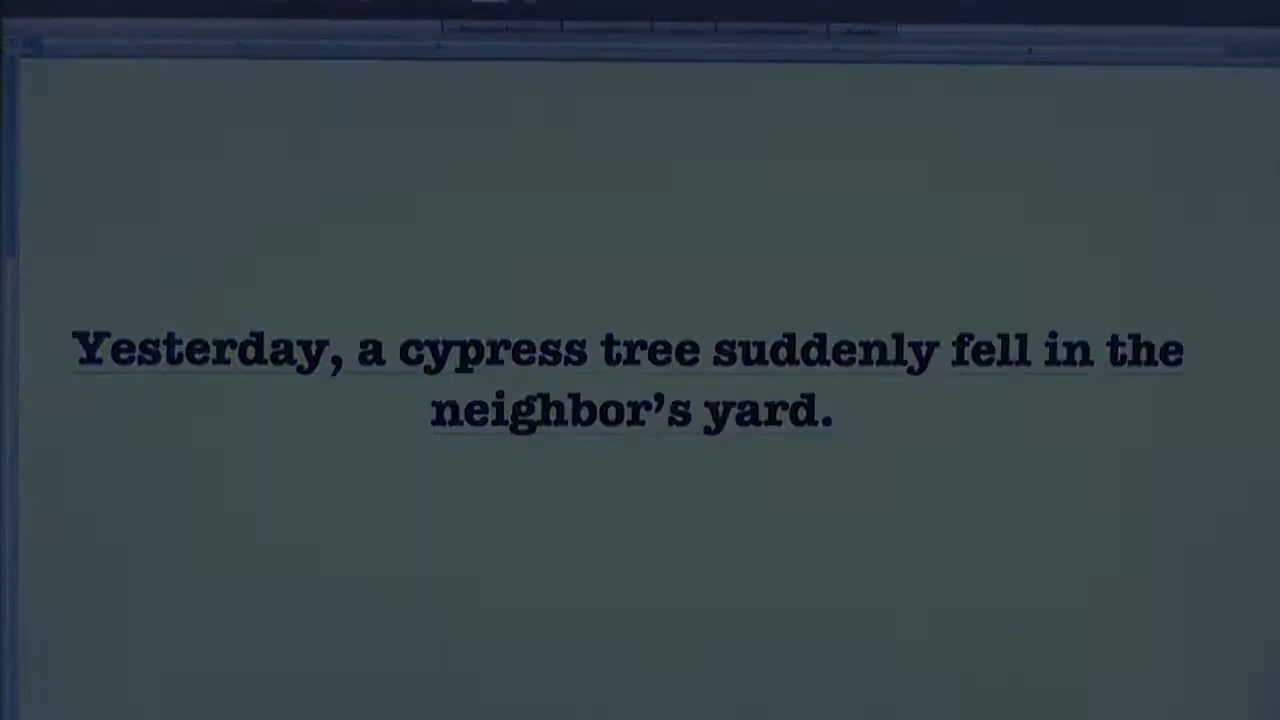 Yesterday, a cypress tree suddenly fell in the
neighbor’s yard.